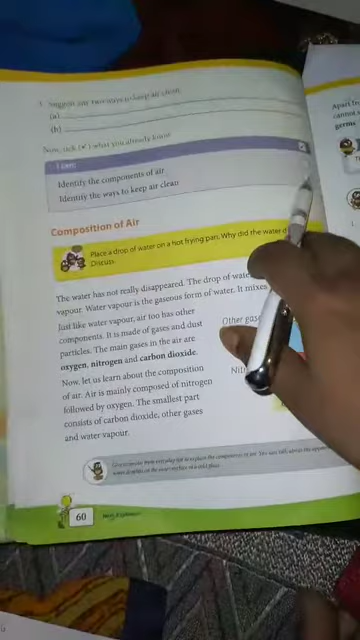 1. Suggest any two ways to keep air clean.
(a)
(b)
Now, tick (✔) what you already know.
I can:
Identify the components of air
Identify the ways to keep air clean
Composition of Air
Place a drop of water on a hot frying pan. Why did the water
Discuss.
The water has not really disappeared. The drop of
vapour. Water vapour is the gaseous form of water. It mixes
Just like water vapour, air too has other
components. It is made of gases and dust
particles. The main gases in the air are
oxygen, nitrogen and carbon dioxide.
Now, let us learn about the composition
of air. Air is mainly composed of nitrogen
followed by oxygen. The smallest part
consists of carbon dioxide, other gases
and water vapour.
Other
60
Apart
cannot
germs
1.